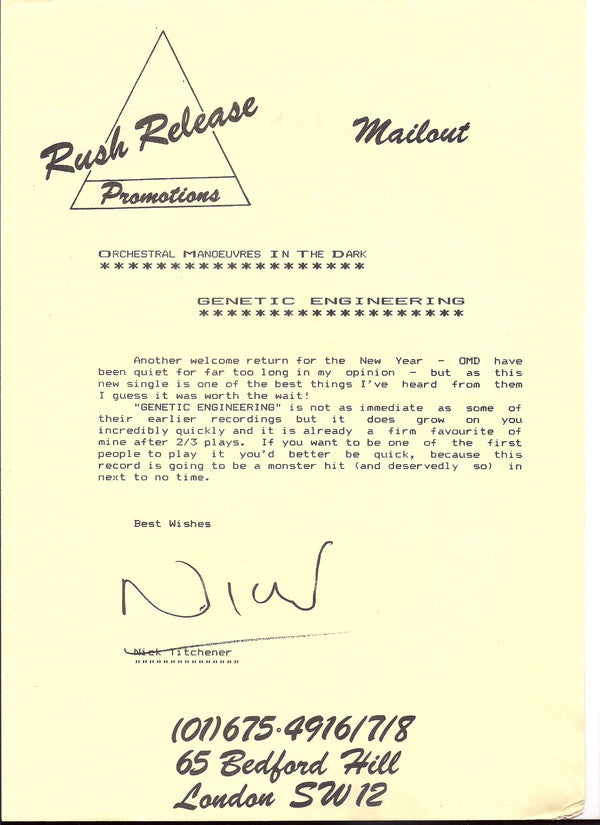 Rush Release
Promotions
Mailout
ORCHESTRAL MANOEUVRES IN THE DARK
*******************
GENETIC ENGINEERING
*******************
Another welcome return for the New Year - OMD have
been quiet for far too long in my opinion - but as this
new single is one of the best things I've heard from them
I guess it was worth the wait!
"GENETIC ENGINEERING" is not as immediate as some of
their earlier recordings but it does grow on you
incredibly quickly and it is already a firm favourite of
mine after 2/3 plays. If you want to be one of the first
people to play it you'd better be quick, because this
record is going to be a monster hit (and deservedly so) in
next to no time.
Best Wishes
Nick
Nick Titchener
"""""""""""""""
(01)675·4916/7/8
65 Bedford Hill
London SW12